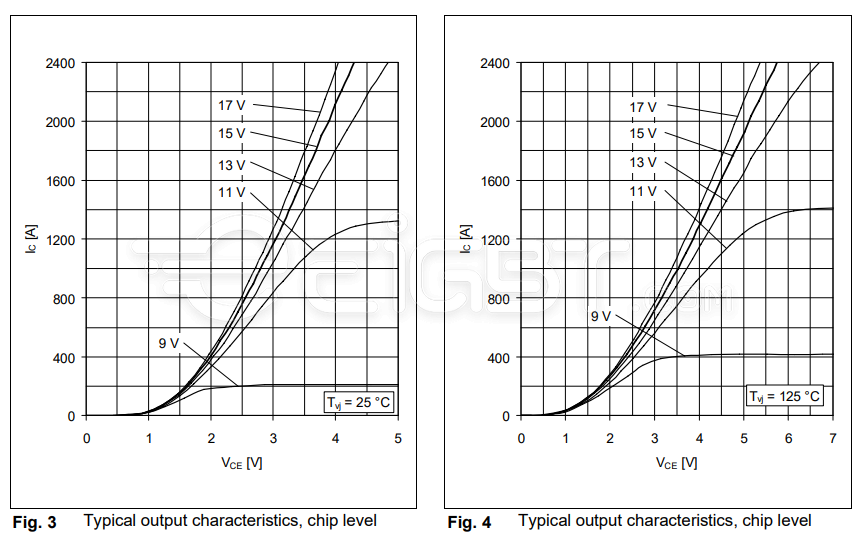 2400
2000
1600
1200
800
400
0
IC [A]
17 V
15 V
13 V
11 V
9 V
Tvj = 25 °C
0 1 2 3 4 5
VCE [V]
Fig. 3 Typical output characteristics, chip level
2400
2000
1600
1200
800
400
0
IC [A]
17 V
15 V
13 V
11 V
9 V
Tvj = 125 °C
0 1 2 3 4 5 6 7
VCE [V]
Fig. 4 Typical output characteristics, chip level